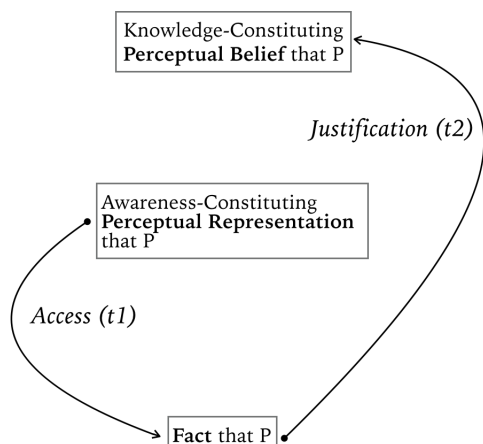 Knowledge-Constituting
Perceptual Belief that P
Justification (t2)
Awareness-Constituting
Perceptual Representation
that P
Access (t1)
Fact that P